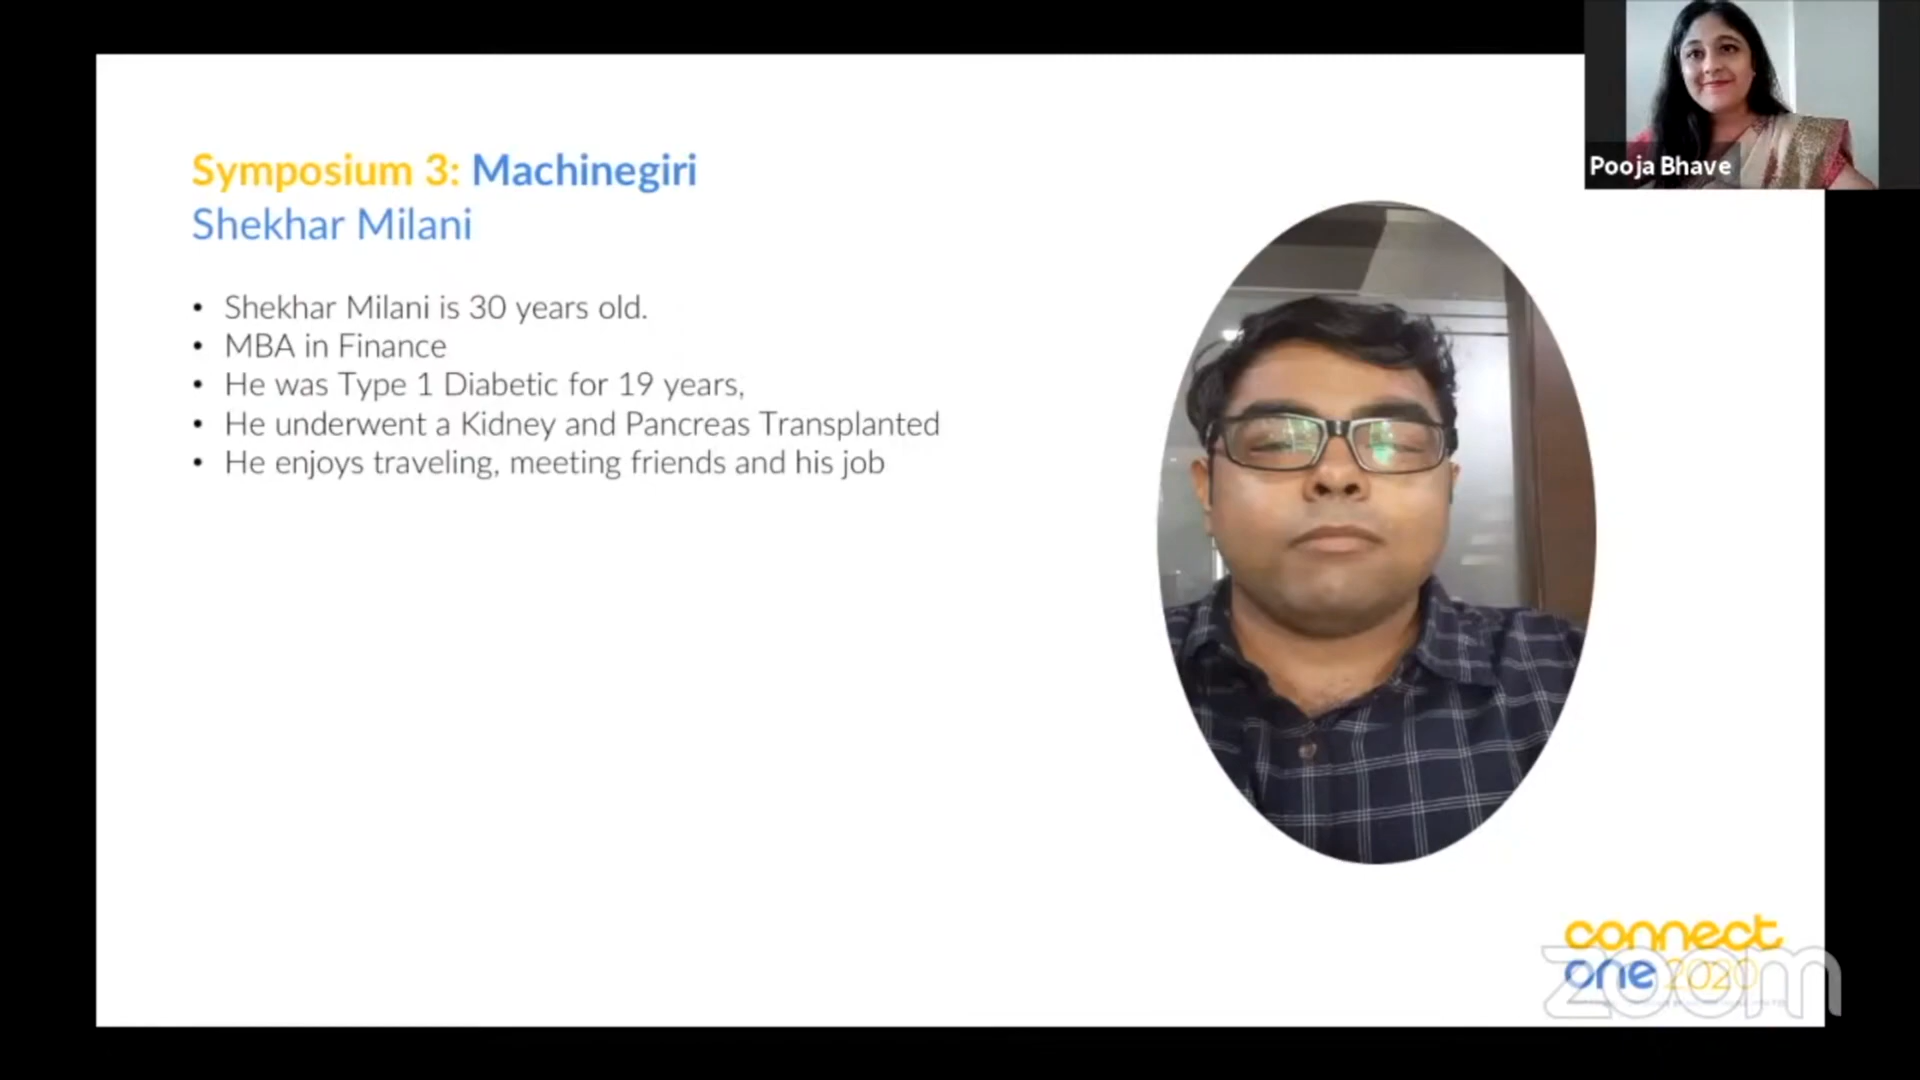 Pooja Bhave
Symposium 3: Machinegiri
Shekhar Milani
• Shekhar Milani is 30 years old.
• MBA in Finance
• He was Type 1 Diabetic for 19 years,
• He underwent a Kidney and Pancreas Transplanted
• He enjoys traveling, meeting friends and his job
connect
one 2020
zoom